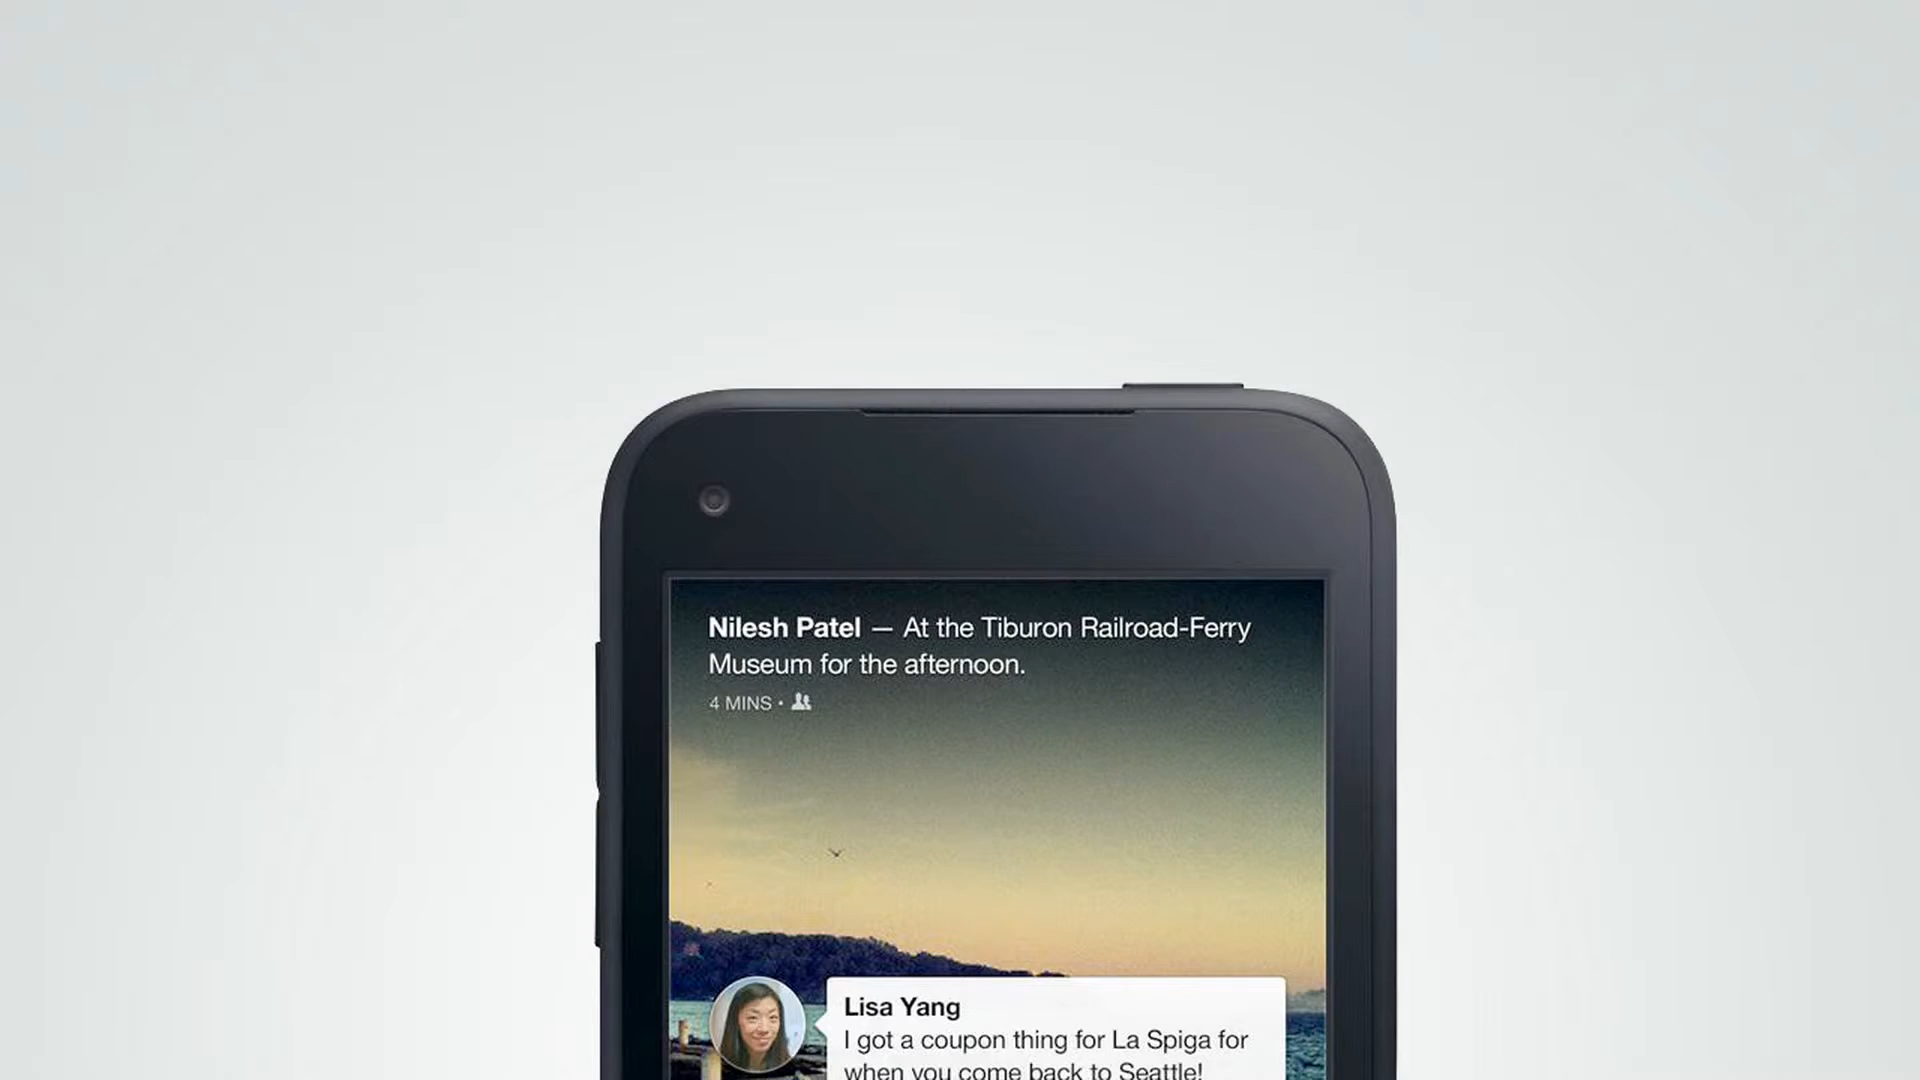 Nilesh Patel — At the Tiburon Railroad-Ferry
Museum for the afternoon.
4 MINS •
Lisa Yang
I got a coupon thing for La Spiga for
when you come back to Seattle!